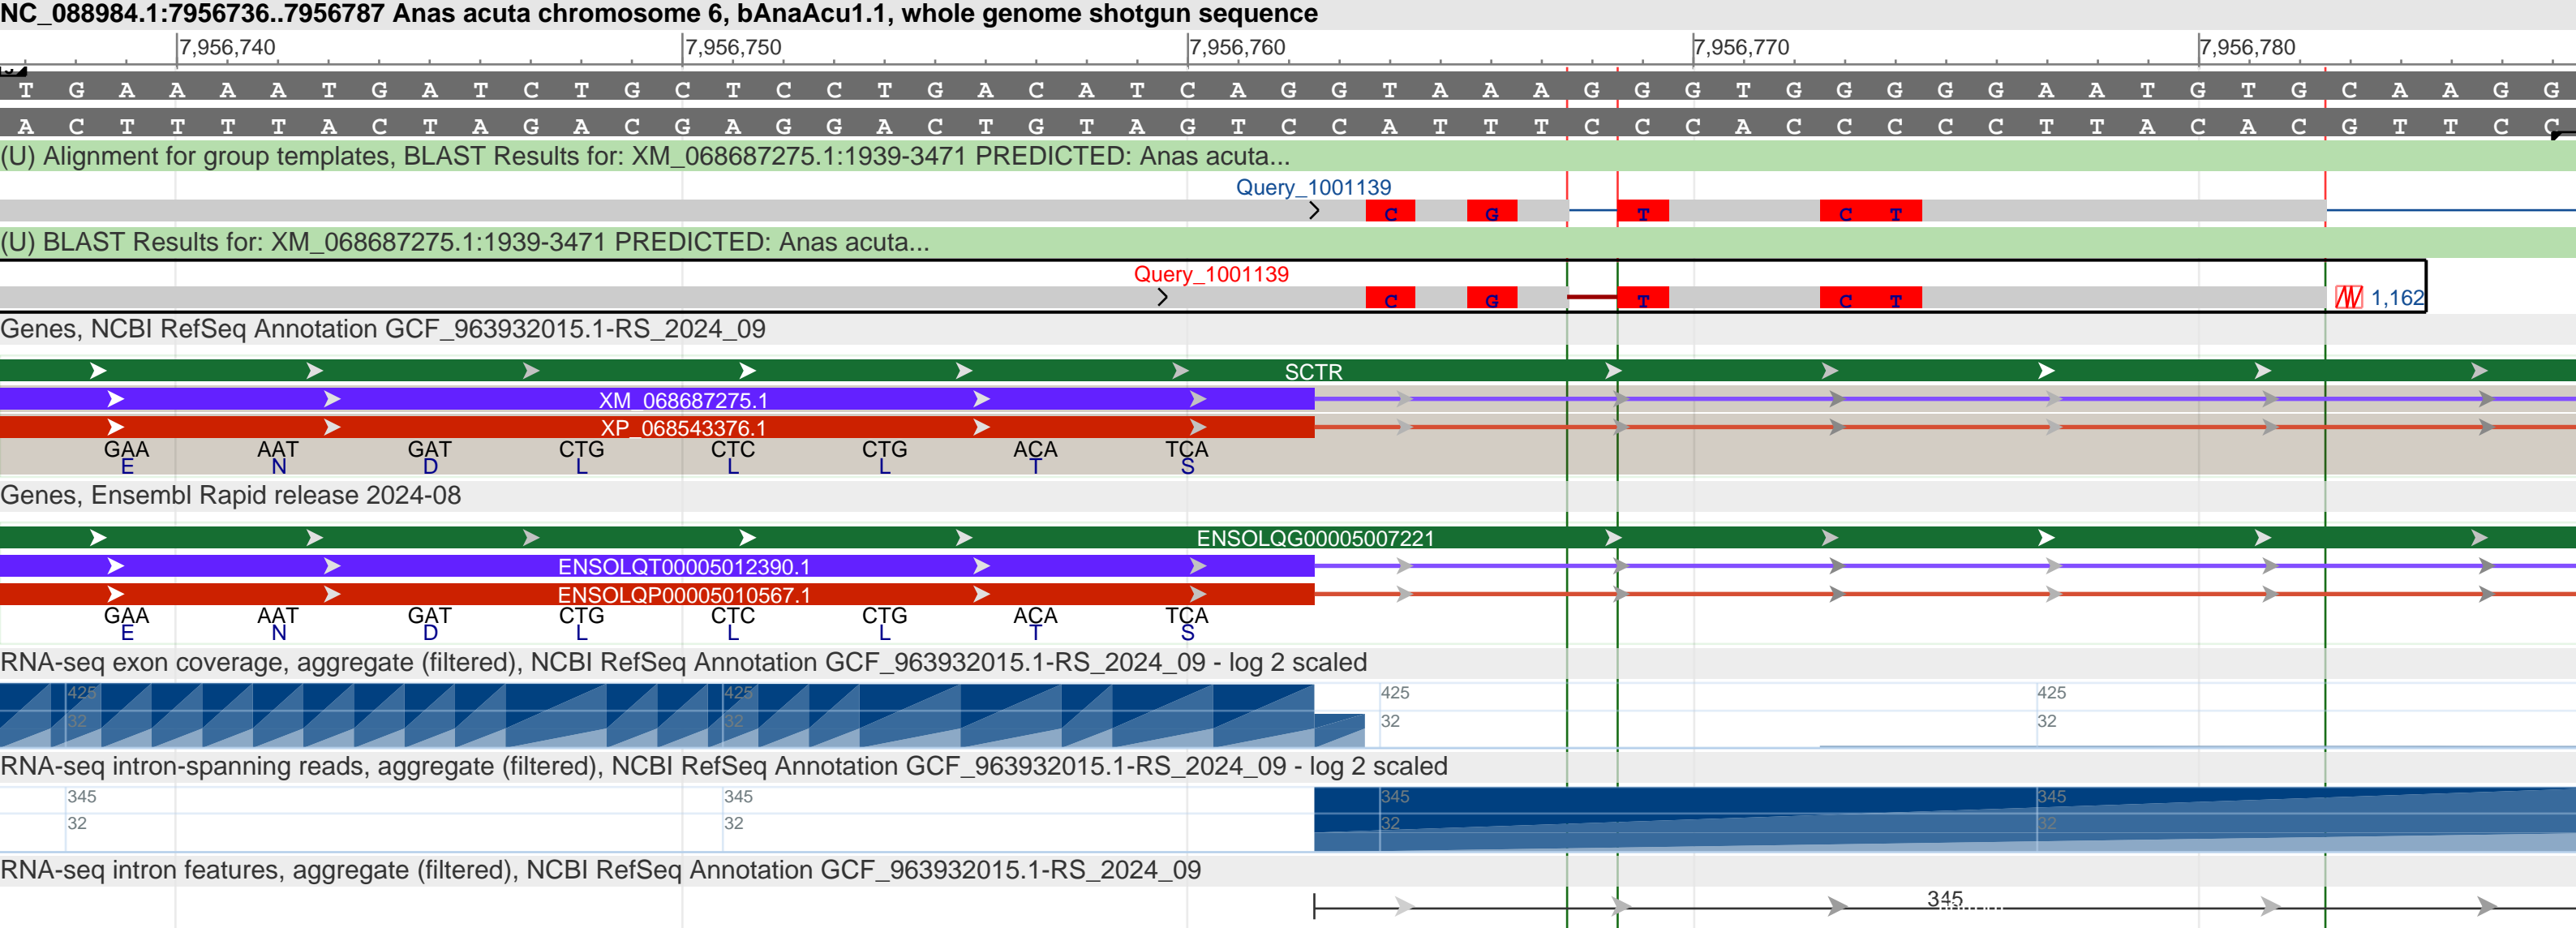 NC_088984.1:7956736..7956787 Anas acuta chromosome 6, bAnaAcu1.1, whole genome shotgun sequence
7,956,740 7,956,750 7,956,760 7,956,770 7,956,780
T G A A A A T G A T C T G C T C C T G A C A T C A G G T A A A G G G T G G G G G A A T G T G C A A G G
A C T T T T A C T A G A C G A G G A C T G T A G T C C A T T T C C C A C C C C C T T A C A C G T T C C
(U) Alignment for group templates, BLAST Results for: XM_068687275.1:1939-3471 PREDICTED: Anas acuta...
Query_1001139
C G T C T
(U) BLAST Results for: XM_068687275.1:1939-3471 PREDICTED: Anas acuta...
Query_1001139
C G T C T 1,162
Genes, NCBI RefSeq Annotation GCF_963932015.1-RS_2024_09
SCTR
XM_068687275.1
XP_068543376.1
GAA AAT GAT CTG CTC CTG ACA TCA
E N D L L L T S
Genes, Ensembl Rapid release 2024-08
ENSOLQG00005007221
ENSOLQT00005012390.1
ENSOLQP00005010567.1
GAA AAT GAT CTG CTC CTG ACA TCA
E N D L L L T S
RNA-seq exon coverage, aggregate (filtered), NCBI RefSeq Annotation GCF_963932015.1-RS_2024_09 - log 2 scaled
425 425 425 425
32 32 32 32
RNA-seq intron-spanning reads, aggregate (filtered), NCBI RefSeq Annotation GCF_963932015.1-RS_2024_09 - log 2 scaled
345 345 345 345
32 32 32 32
RNA-seq intron features, aggregate (filtered), NCBI RefSeq Annotation GCF_963932015.1-RS_2024_09
345